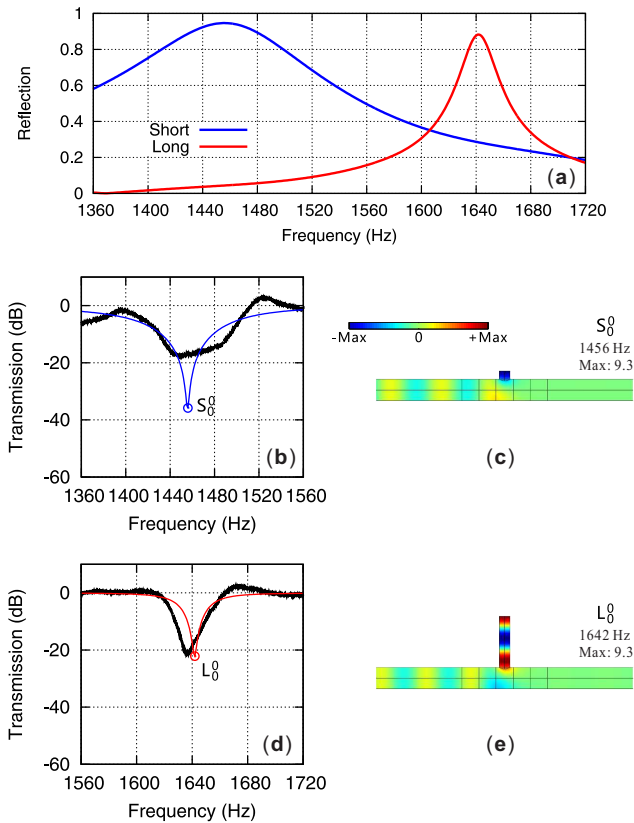 1
0.8
0.6
0.4
0.2
0
Reflection
Short
Long
(a)
1360 1400 1440 1480 1520 1560 1600 1640 1680 1720
Frequency (Hz)
0
-20
-40
-60
Transmission (dB)
S₀⁰
(b)
1360 1400 1440 1480 1520 1560
Frequency (Hz)
-Max 0 +Max
S₀⁰
1456 Hz
Max: 9.3
(c)
0
-20
-40
-60
Transmission (dB)
L₀⁰
(d)
1560 1600 1640 1680 1720
Frequency (Hz)
L₀⁰
1642 Hz
Max: 9.3
(e)